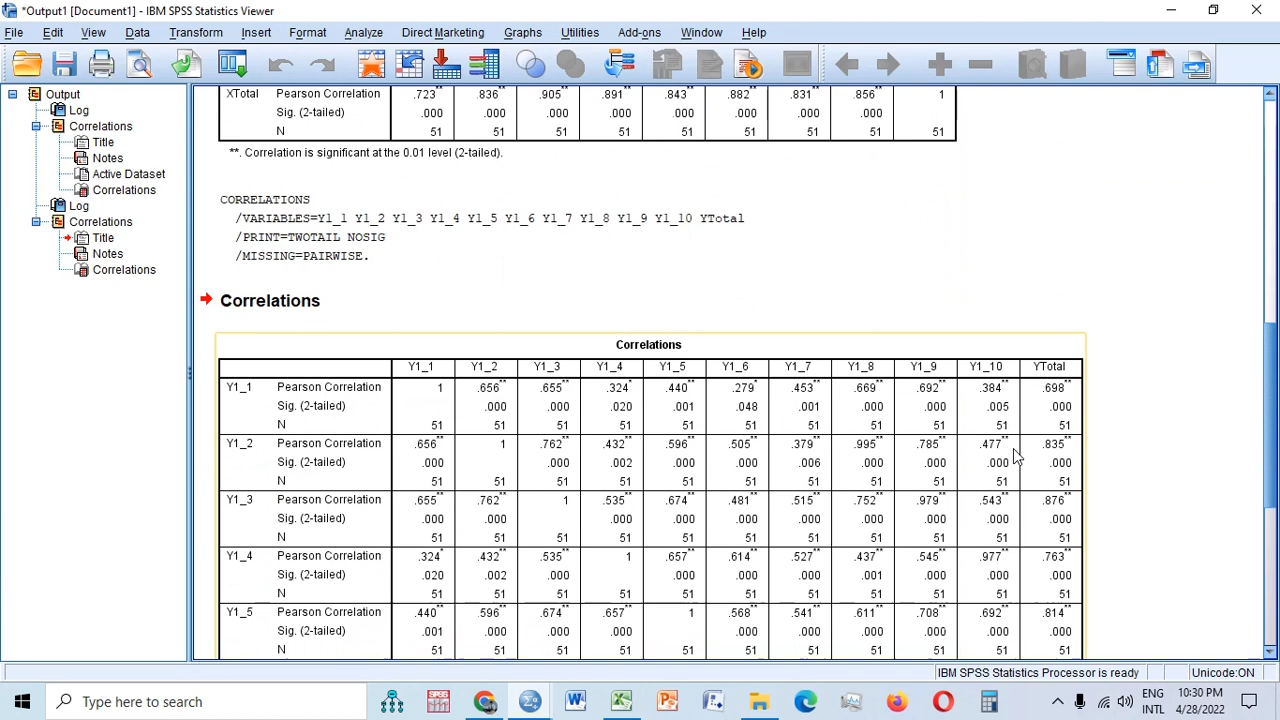 *Output1 [Document1] - IBM SPSS Statistics Viewer
File Edit View Data Transform Insert Format Analyze Direct Marketing Graphs Utilities Add-ons Window Help
Output
Log
Correlations
Title
Notes
Active Dataset
Correlations
Log
Correlations
Title
Notes
Correlations
XTotal Pearson Correlation .723** .836** .905** .891** .843** .882** .831** .856** 1
Sig. (2-tailed) .000 .000 .000 .000 .000 .000 .000 .000
N 51 51 51 51 51 51 51 51 51
**. Correlation is significant at the 0.01 level (2-tailed).
CORRELATIONS
/VARIABLES=Y1_1 Y1_2 Y1_3 Y1_4 Y1_5 Y1_6 Y1_7 Y1_8 Y1_9 Y1_10 YTotal
/PRINT=TWOTAIL NOSIG
/MISSING=PAIRWISE.
Correlations
Correlations
Y1_1 Y1_2 Y1_3 Y1_4 Y1_5 Y1_6 Y1_7 Y1_8 Y1_9 Y1_10 YTotal
Y1_1 Pearson Correlation 1 .656** .655** .324* .440** .279* .453** .669** .692** .384** .698**
Sig. (2-tailed) .000 .000 .020 .001 .048 .001 .000 .000 .005 .000
N 51 51 51 51 51 51 51 51 51 51 51
Y1_2 Pearson Correlation .656** 1 .762** .432** .596** .505** .379** .995** .785** .477** .835**
Sig. (2-tailed) .000 .000 .002 .000 .000 .006 .000 .000 .000 .000
N 51 51 51 51 51 51 51 51 51 51 51
Y1_3 Pearson Correlation .655** .762** 1 .535** .674** .481** .515** .752** .979** .543** .876**
Sig. (2-tailed) .000 .000 .000 .000 .000 .000 .000 .000 .000 .000
N 51 51 51 51 51 51 51 51 51 51 51
Y1_4 Pearson Correlation .324* .432** .535** 1 .657** .614** .527** .437** .545** .977** .763**
Sig. (2-tailed) .020 .002 .000 .000 .000 .000 .001 .000 .000 .000
N 51 51 51 51 51 51 51 51 51 51 51
Y1_5 Pearson Correlation .440** .596** .674** .657** 1 .568** .541** .611** .708** .692** .814**
Sig. (2-tailed) .001 .000 .000 .000 .000 .000 .000 .000 .000 .000
N 51 51 51 51 51 51 51 51 51 51 51
IBM SPSS Statistics Processor is ready Unicode:ON
Type here to search
ENG
INTL
10:30 PM
4/28/2022